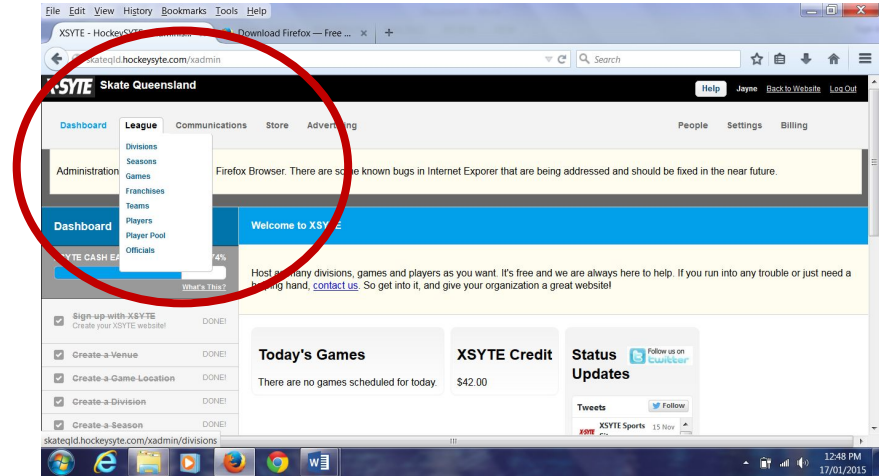 File Edit View History Bookmarks Tools Help
XSYTE - Download Firefox — Free ... × +
skateqld.hockeysyte.com/xadmin Search
X-SYTE Skate Queensland Help Jayne Back to Website Log Out
Dashboard League Communications Store Advertising People Settings Billing
Divisions
Seasons
Administration Firefox Browser. There are some known bugs in Internet Exporer that are being addressed and should be fixed in the near future.
Games
Franchises
Teams
Players
Dashboard Welcome to XSYTE
Player Pool
Officials
CASH 74%
Host as many divisions, games and players as you want. It's free and we are always here to help. If you run into any trouble or just need a
What's This? helping hand, contact us. So get into it, and give your organization a great website!
Sign up with XSYTE DONE!
Create your XSYTE website!
Create a Venue DONE!
Today's Games XSYTE Credit Status Updates Follow us on twitter
Create a Game Location DONE!
There are no games scheduled for today. $42.00
Create a Division DONE!
Tweets Follow
Create a Season DONE!
XSYTE Sports 15 Nov
skateqld.hockeysyte.com/xadmin/divisions
12:48 PM
17/01/2015